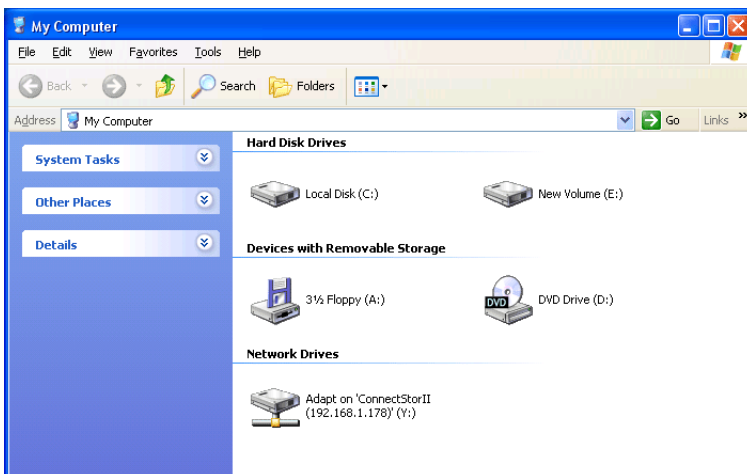 My Computer
File Edit View Favorites Tools Help
Back Search Folders
Address My Computer Go Links »
System Tasks
Other Places
Details
Hard Disk Drives
Local Disk (C:) New Volume (E:)
Devices with Removable Storage
3½ Floppy (A:) DVD DVD Drive (D:)
Network Drives
Adapt on 'ConnectStorII
(192.168.1.178)' (Y:)